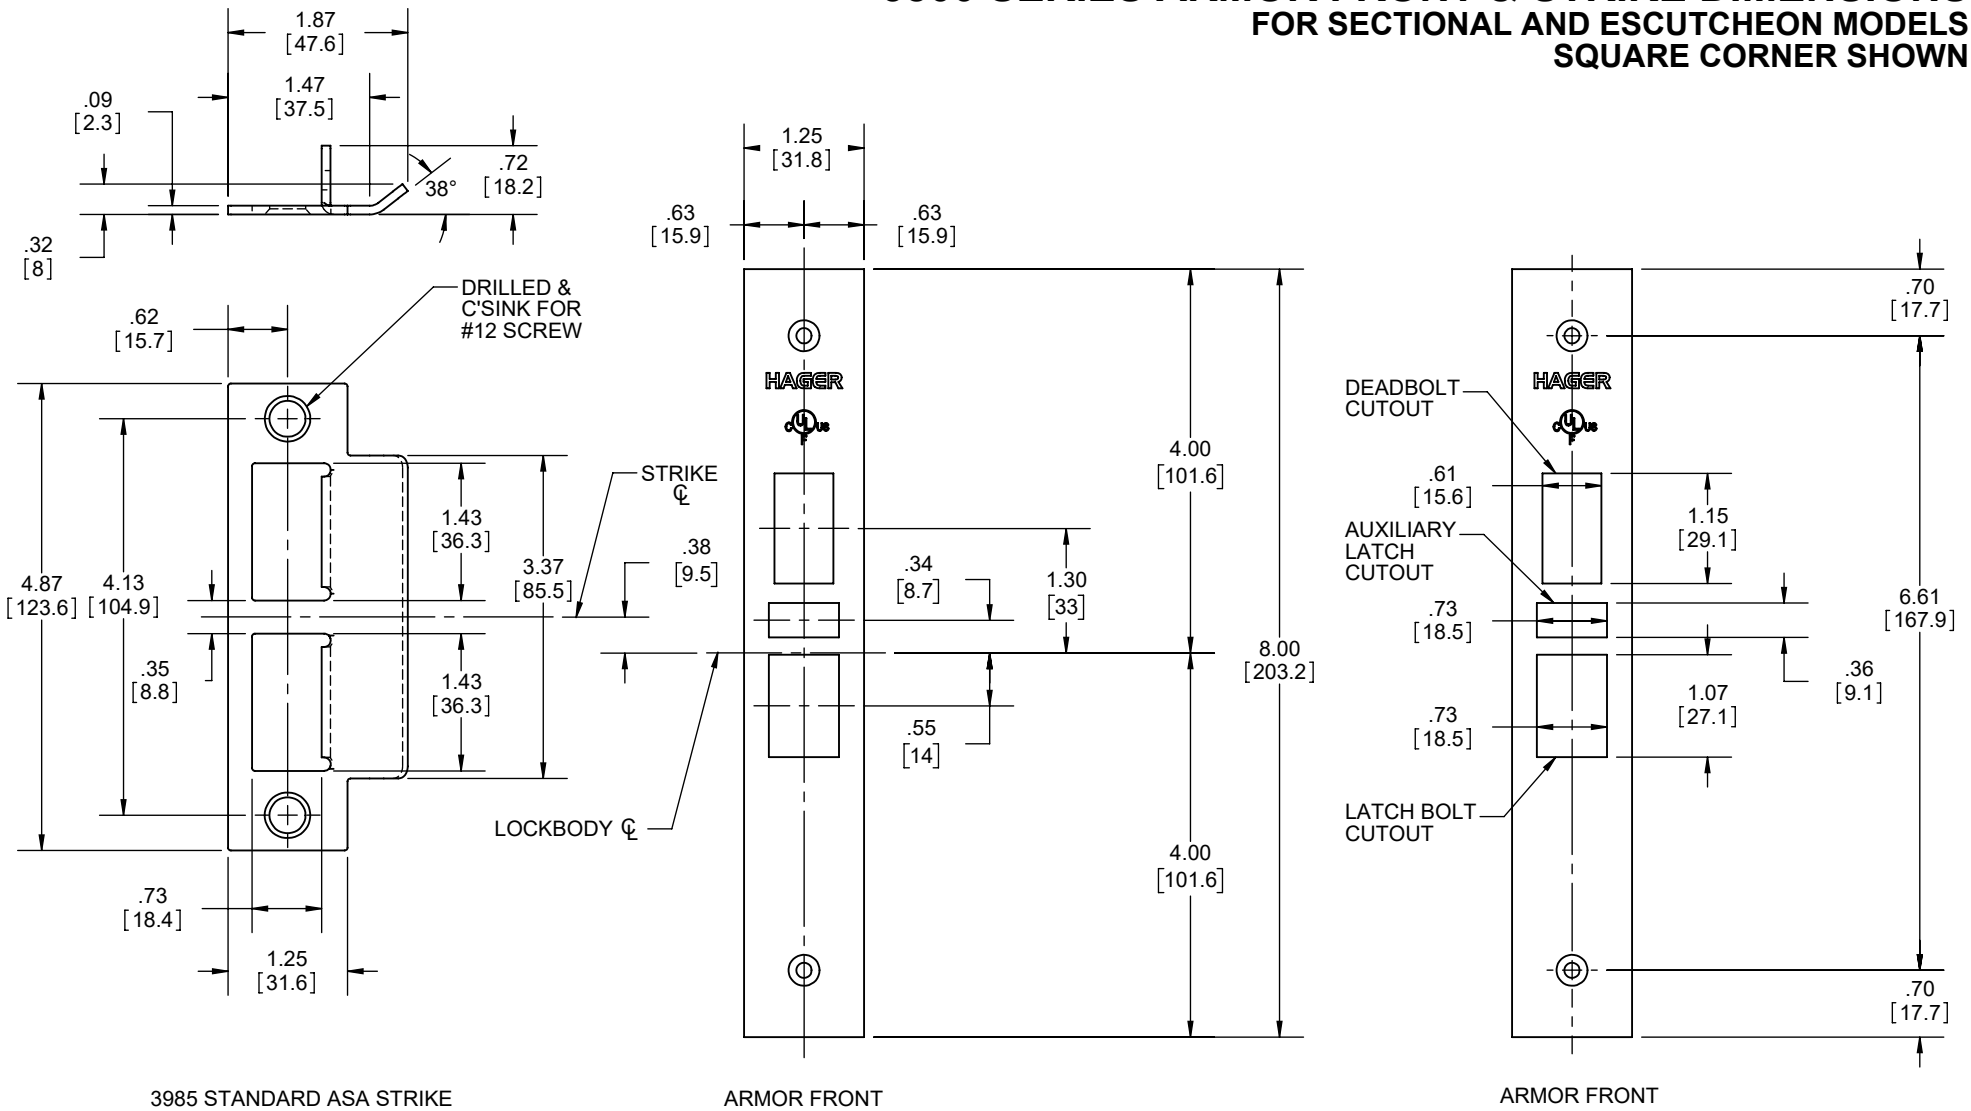 FOR SECTIONAL AND ESCUTCHEON MODELS
SQUARE CORNER SHOWN
1.87
[47.6]
1.47
[37.5]
.09
[2.3]
.72
[18.2]
38°
.32
[8]
DRILLED &
C'SINK FOR
#12 SCREW
.62
[15.7]
STRIKE
℄
1.43
[36.3]
3.37
[85.5]
4.87
[123.6]
4.13
[104.9]
.35
[8.8]
1.43
[36.3]
.73
[18.4]
1.25
[31.6]
LOCKBODY ℄
3985 STANDARD ASA STRIKE
1.25
[31.8]
.63
[15.9]
.63
[15.9]
HAGER
C UL US
F
4.00
[101.6]
.38
[9.5]
.34
[8.7]
1.30
[33]
8.00
[203.2]
.55
[14]
4.00
[101.6]
ARMOR FRONT
.70
[17.7]
HAGER
C UL US
F
DEADBOLT
CUTOUT
.61
[15.6]
1.15
[29.1]
AUXILIARY
LATCH
CUTOUT
.73
[18.5]
6.61
[167.9]
.36
[9.1]
1.07
[27.1]
.73
[18.5]
LATCH BOLT
CUTOUT
.70
[17.7]
ARMOR FRONT